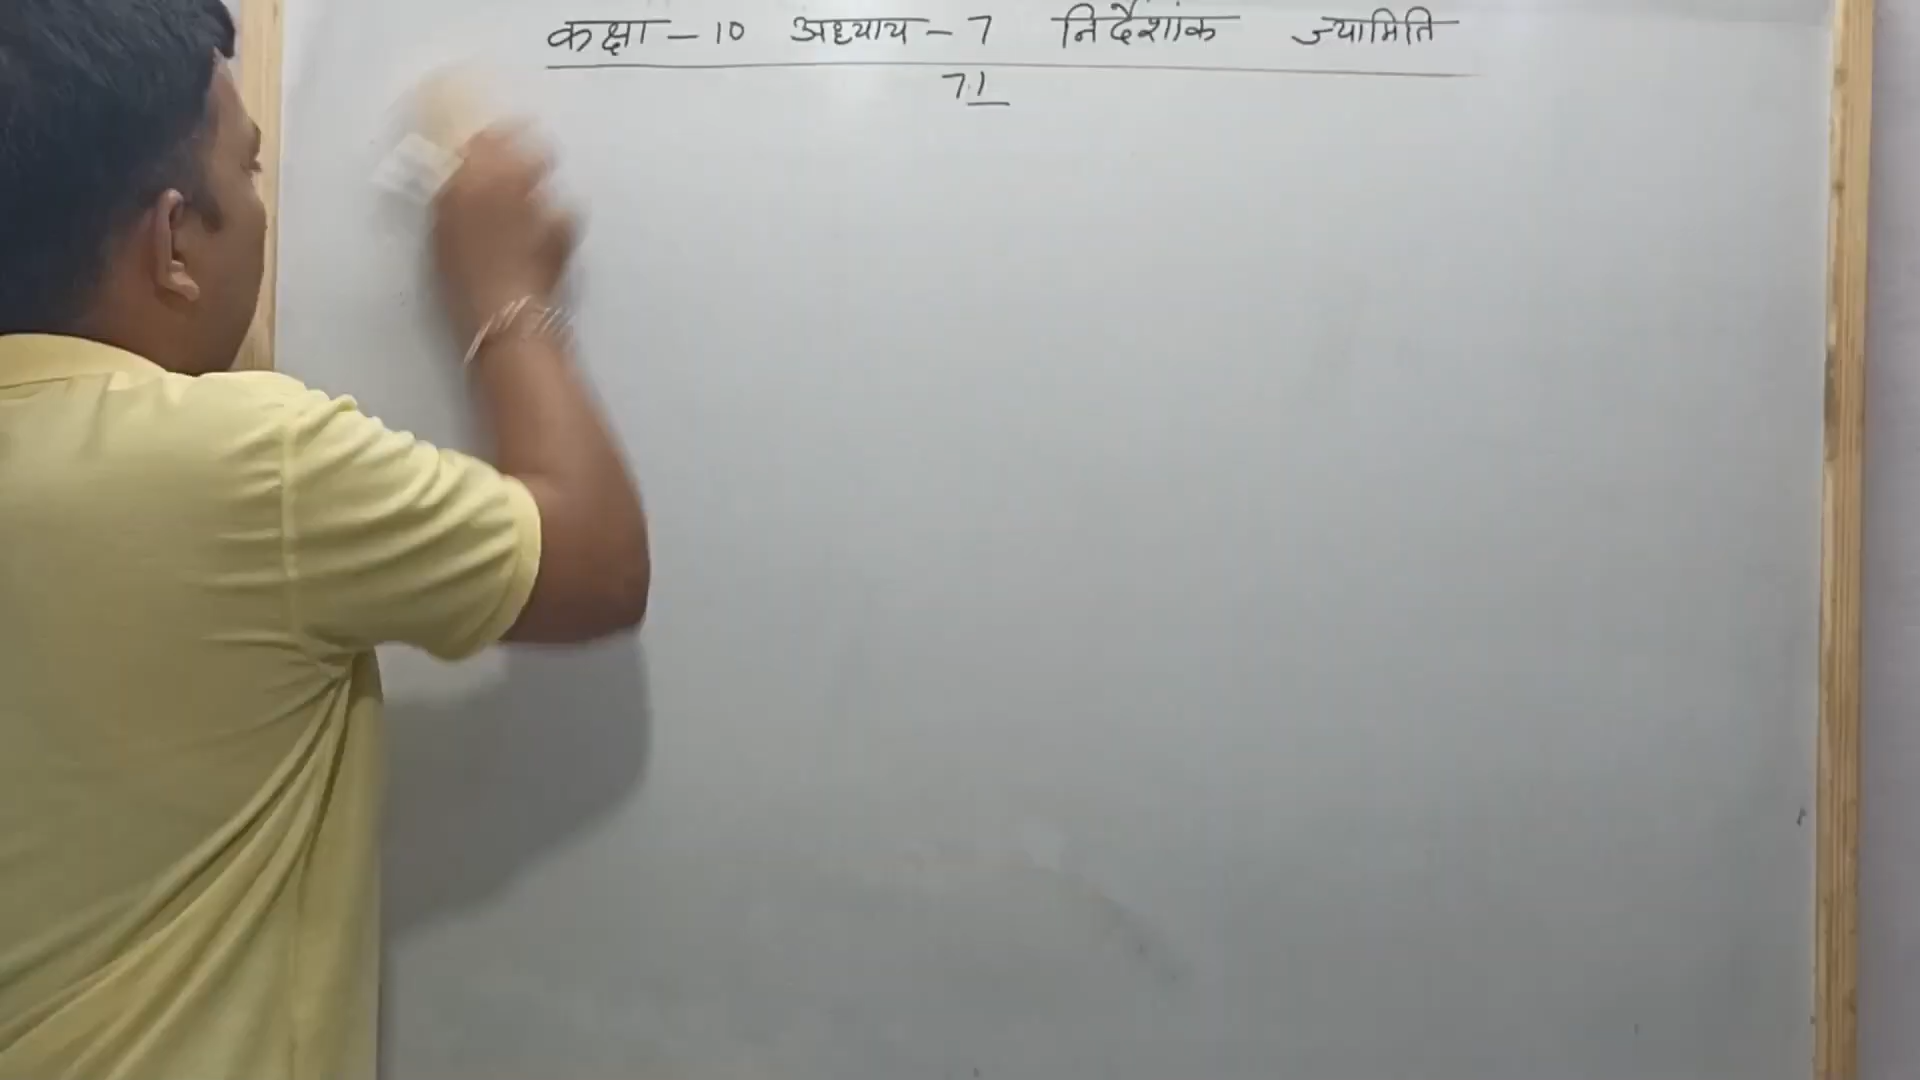 कक्षा - 10 अध्याय - 7 निर्देशांक ज्यामिति
7.1